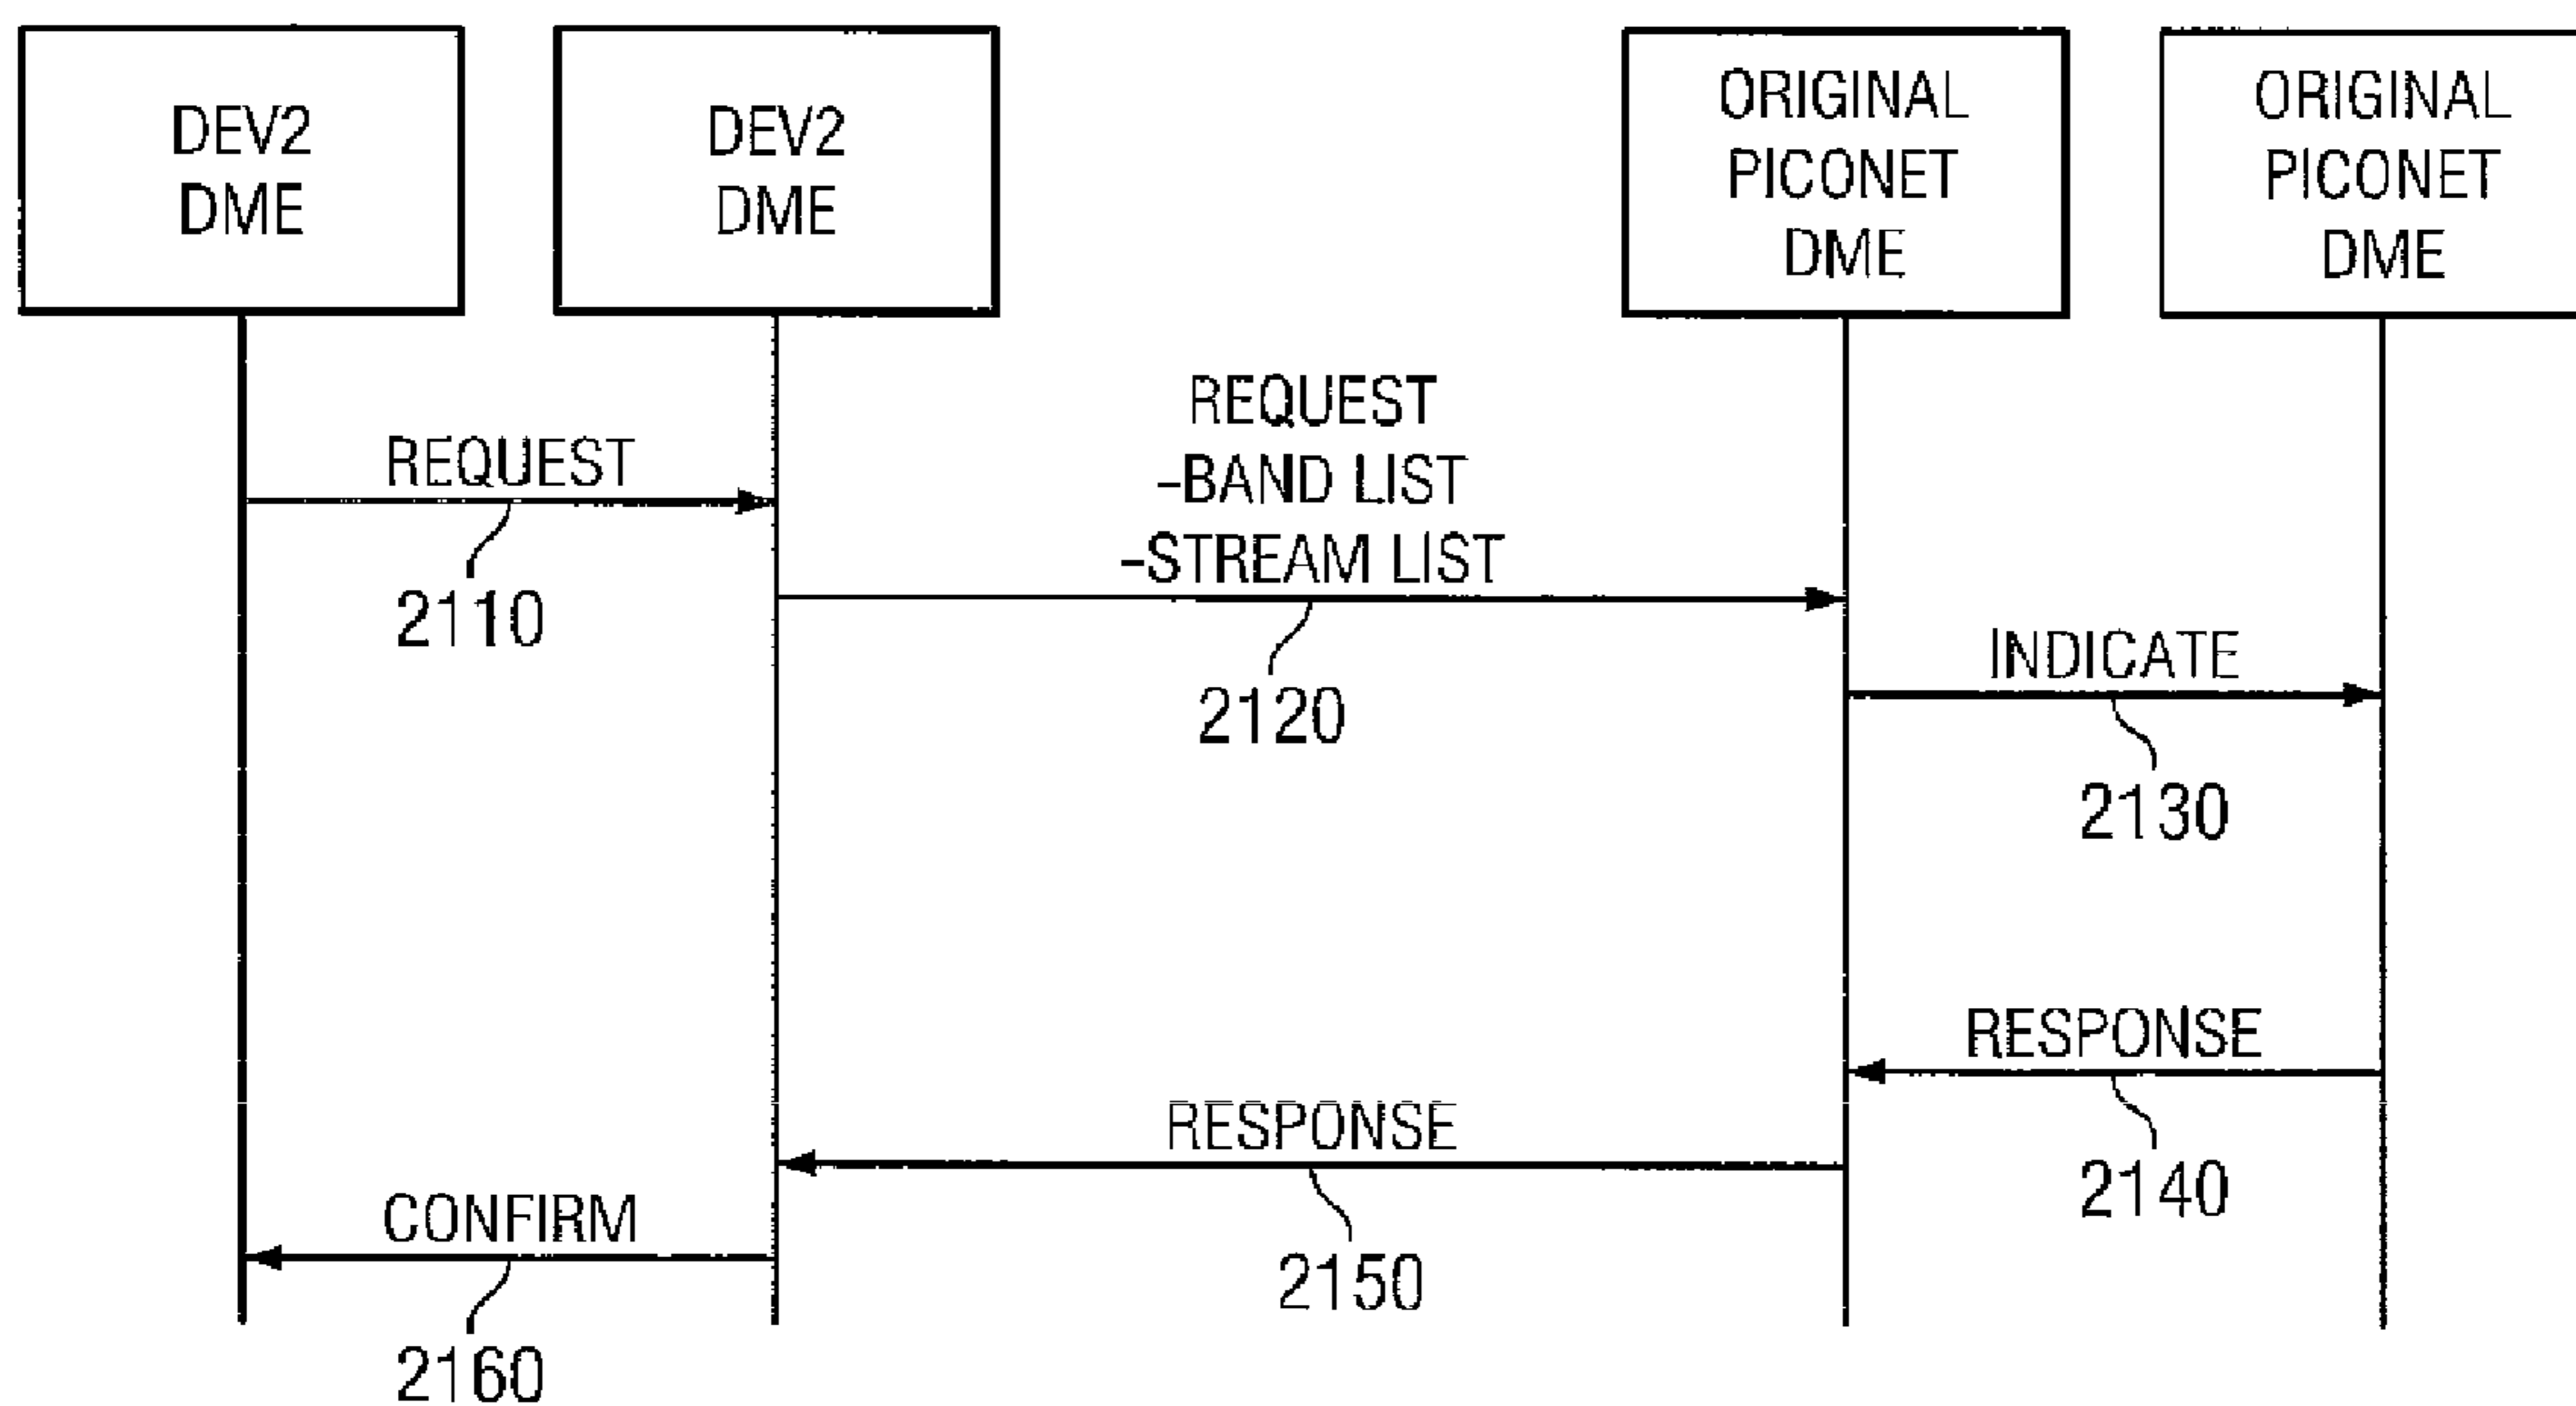 DEV2
DME
DEV2
DME
ORIGINAL
PICONET
DME
ORIGINAL
PICONET
DME
REQUEST
2110
REQUEST
-BAND LIST
-STREAM LIST
2120
INDICATE
2130
RESPONSE
2140
RESPONSE
2150
CONFIRM
2160